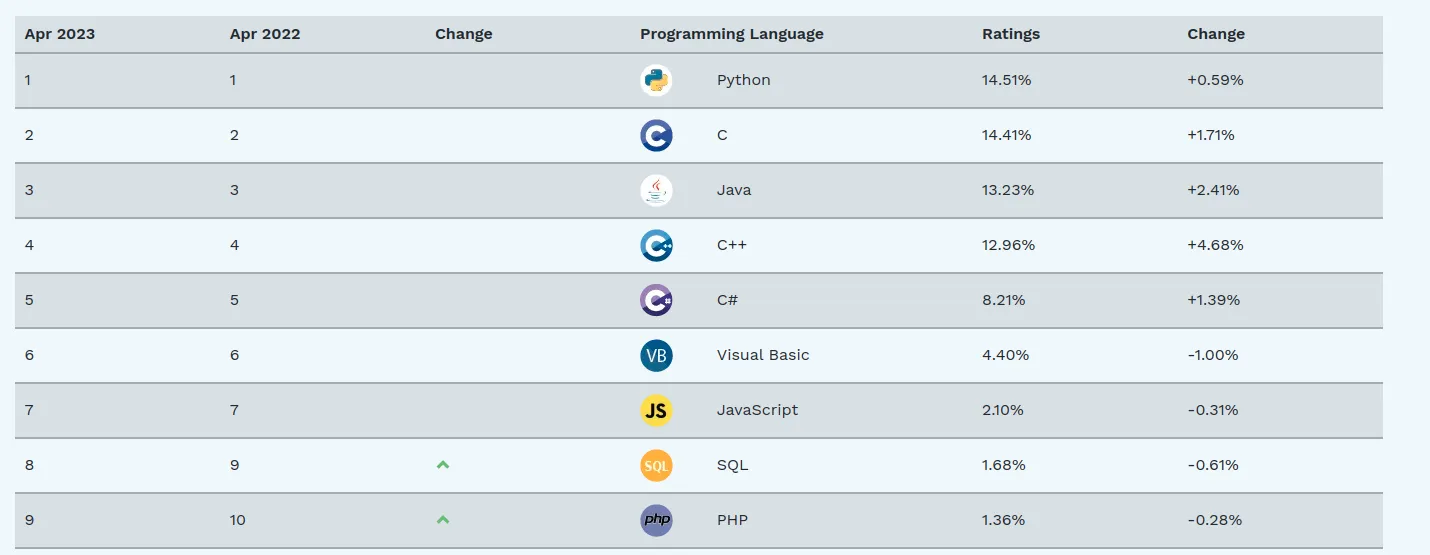 Apr 2023 Apr 2022 Change Programming Language Ratings Change
1 1 Python 14.51% +0.59%
2 2 C C 14.41% +1.71%
3 3 Java 13.23% +2.41%
4 4 C++ C++ 12.96% +4.68%
5 5 C# C# 8.21% +1.39%
6 6 VB Visual Basic 4.40% -1.00%
7 7 JS JavaScript 2.10% -0.31%
8 9 SQL SQL 1.68% -0.61%
9 10 php PHP 1.36% -0.28%